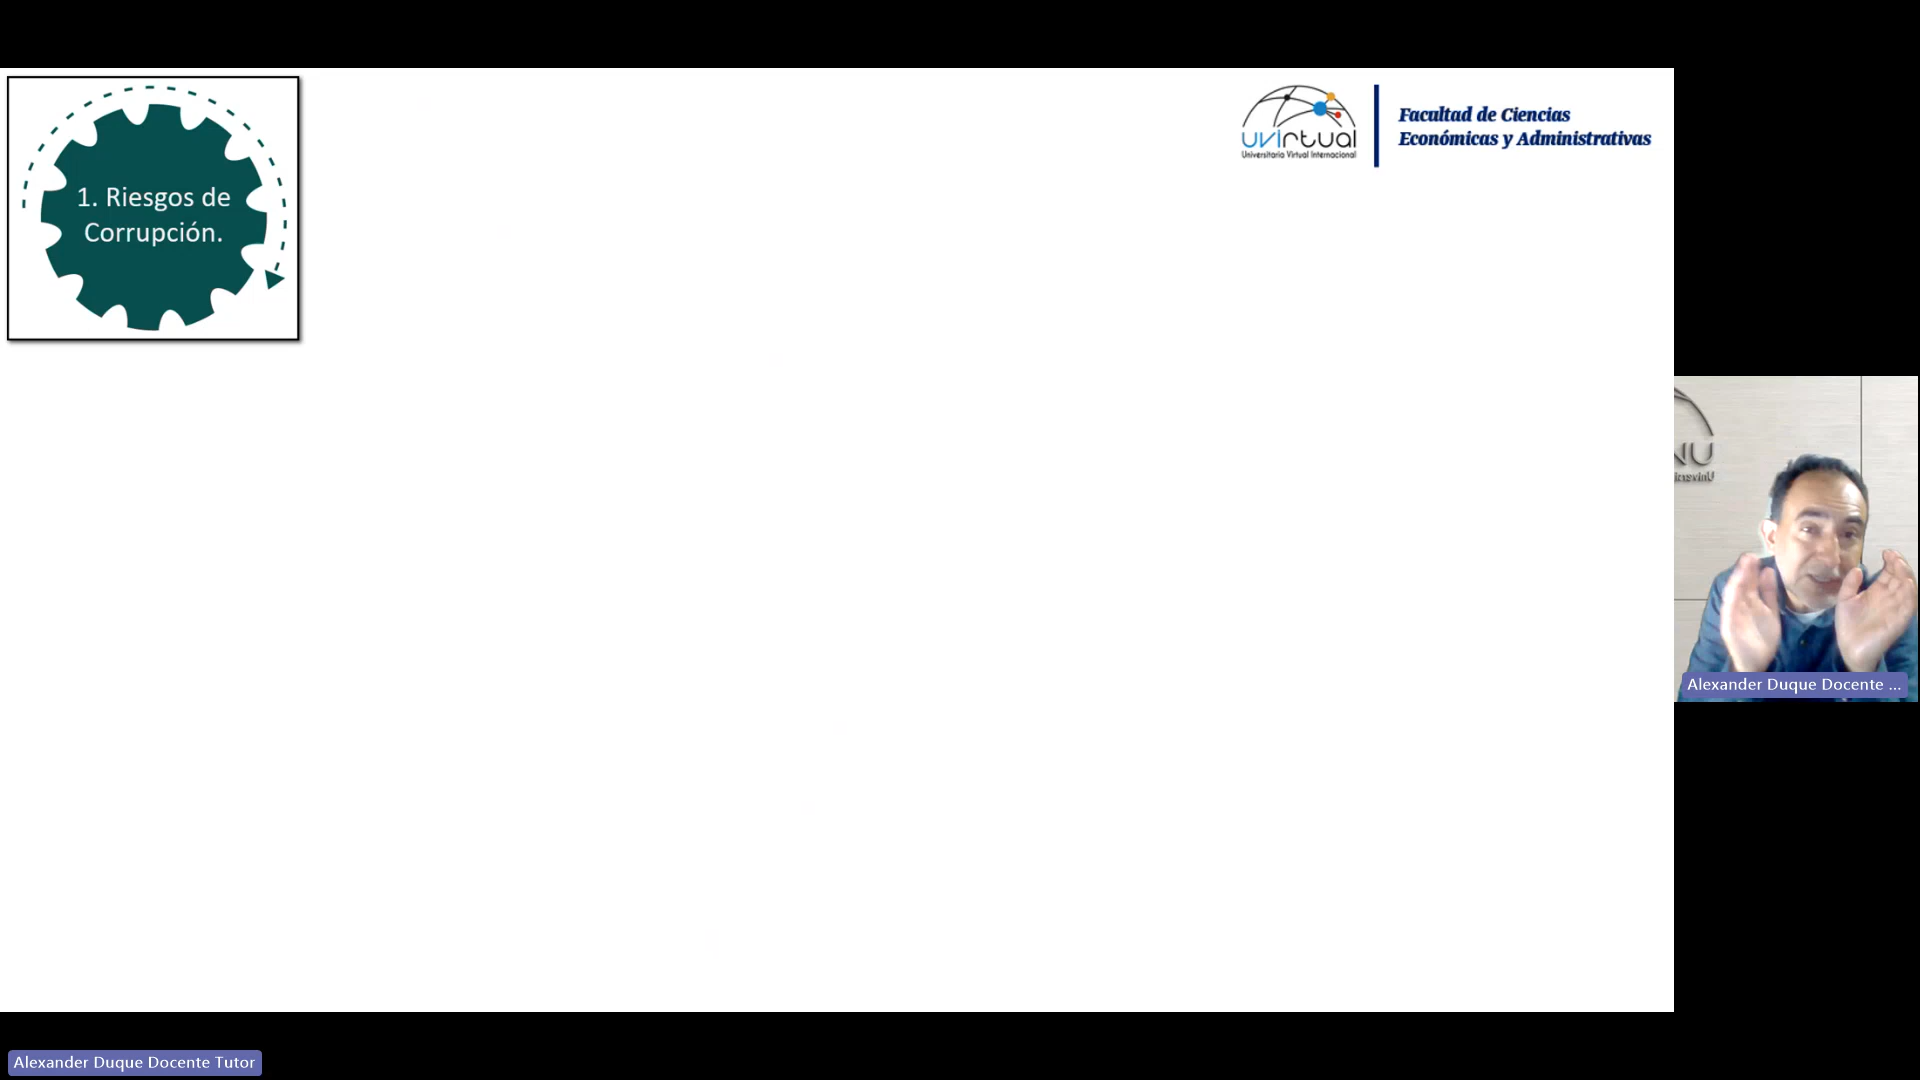 1. Riesgos de
Corrupción.
uvirtual
Universitaria Virtual Internacional
Facultad de Ciencias
Económicas y Administrativas
Alexander Duque Docente ...
Alexander Duque Docente Tutor